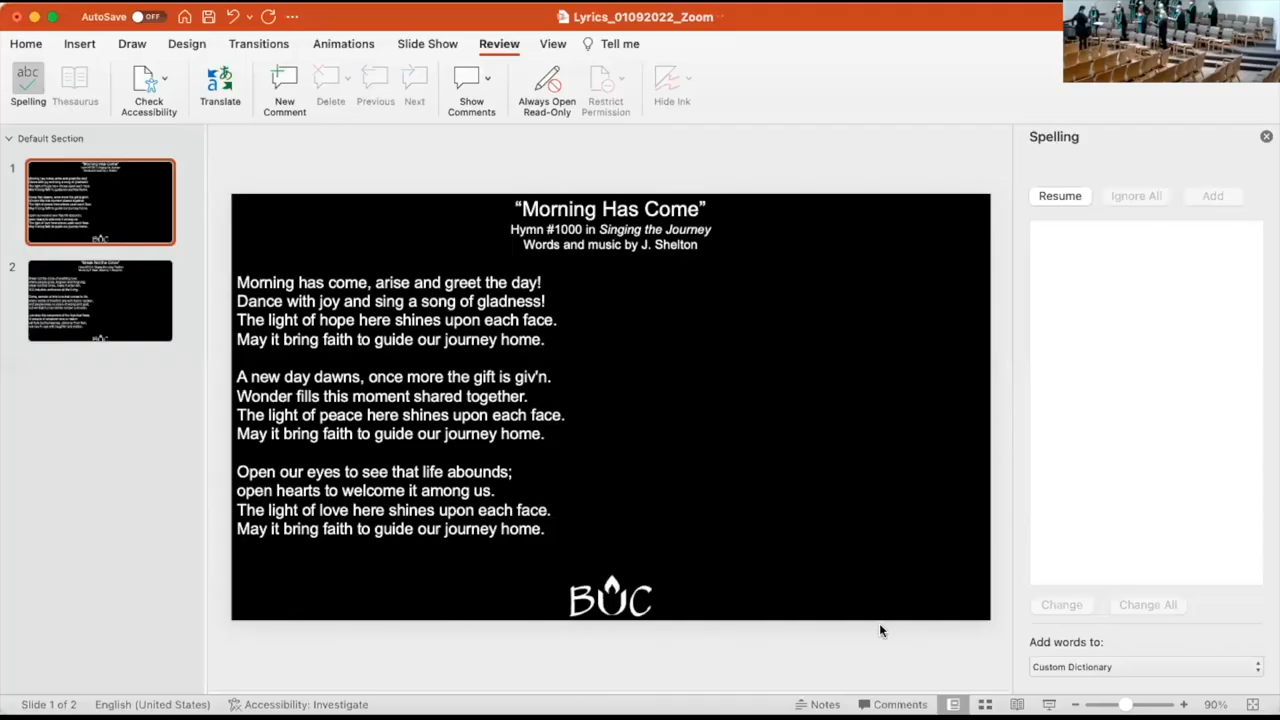 AutoSave OFF
Lyrics_01092022_Zoom
Home Insert Draw Design Transitions Animations Slide Show Review View Tell me
abc
Spelling Thesaurus Check Accessibility Translate New Comment Delete Previous Next Show Comments Always Open Read-Only Restrict Permission Hide Ink
Default Section
Spelling
1
2
Resume Ignore All Add
“Morning Has Come”
Hymn #1000 in Singing the Journey
Words and music by J. Shelton
Morning has come, arise and greet the day!
Dance with joy and sing a song of gladness!
The light of hope here shines upon each face.
May it bring faith to guide our journey home.
A new day dawns, once more the gift is giv'n.
Wonder fills this moment shared together.
The light of peace here shines upon each face.
May it bring faith to guide our journey home.
Open our eyes to see that life abounds;
open hearts to welcome it among us.
The light of love here shines upon each face.
May it bring faith to guide our journey home.
BUC
Change Change All
Add words to:
Custom Dictionary
Slide 1 of 2 English (United States) Accessibility: Investigate Notes Comments 90%